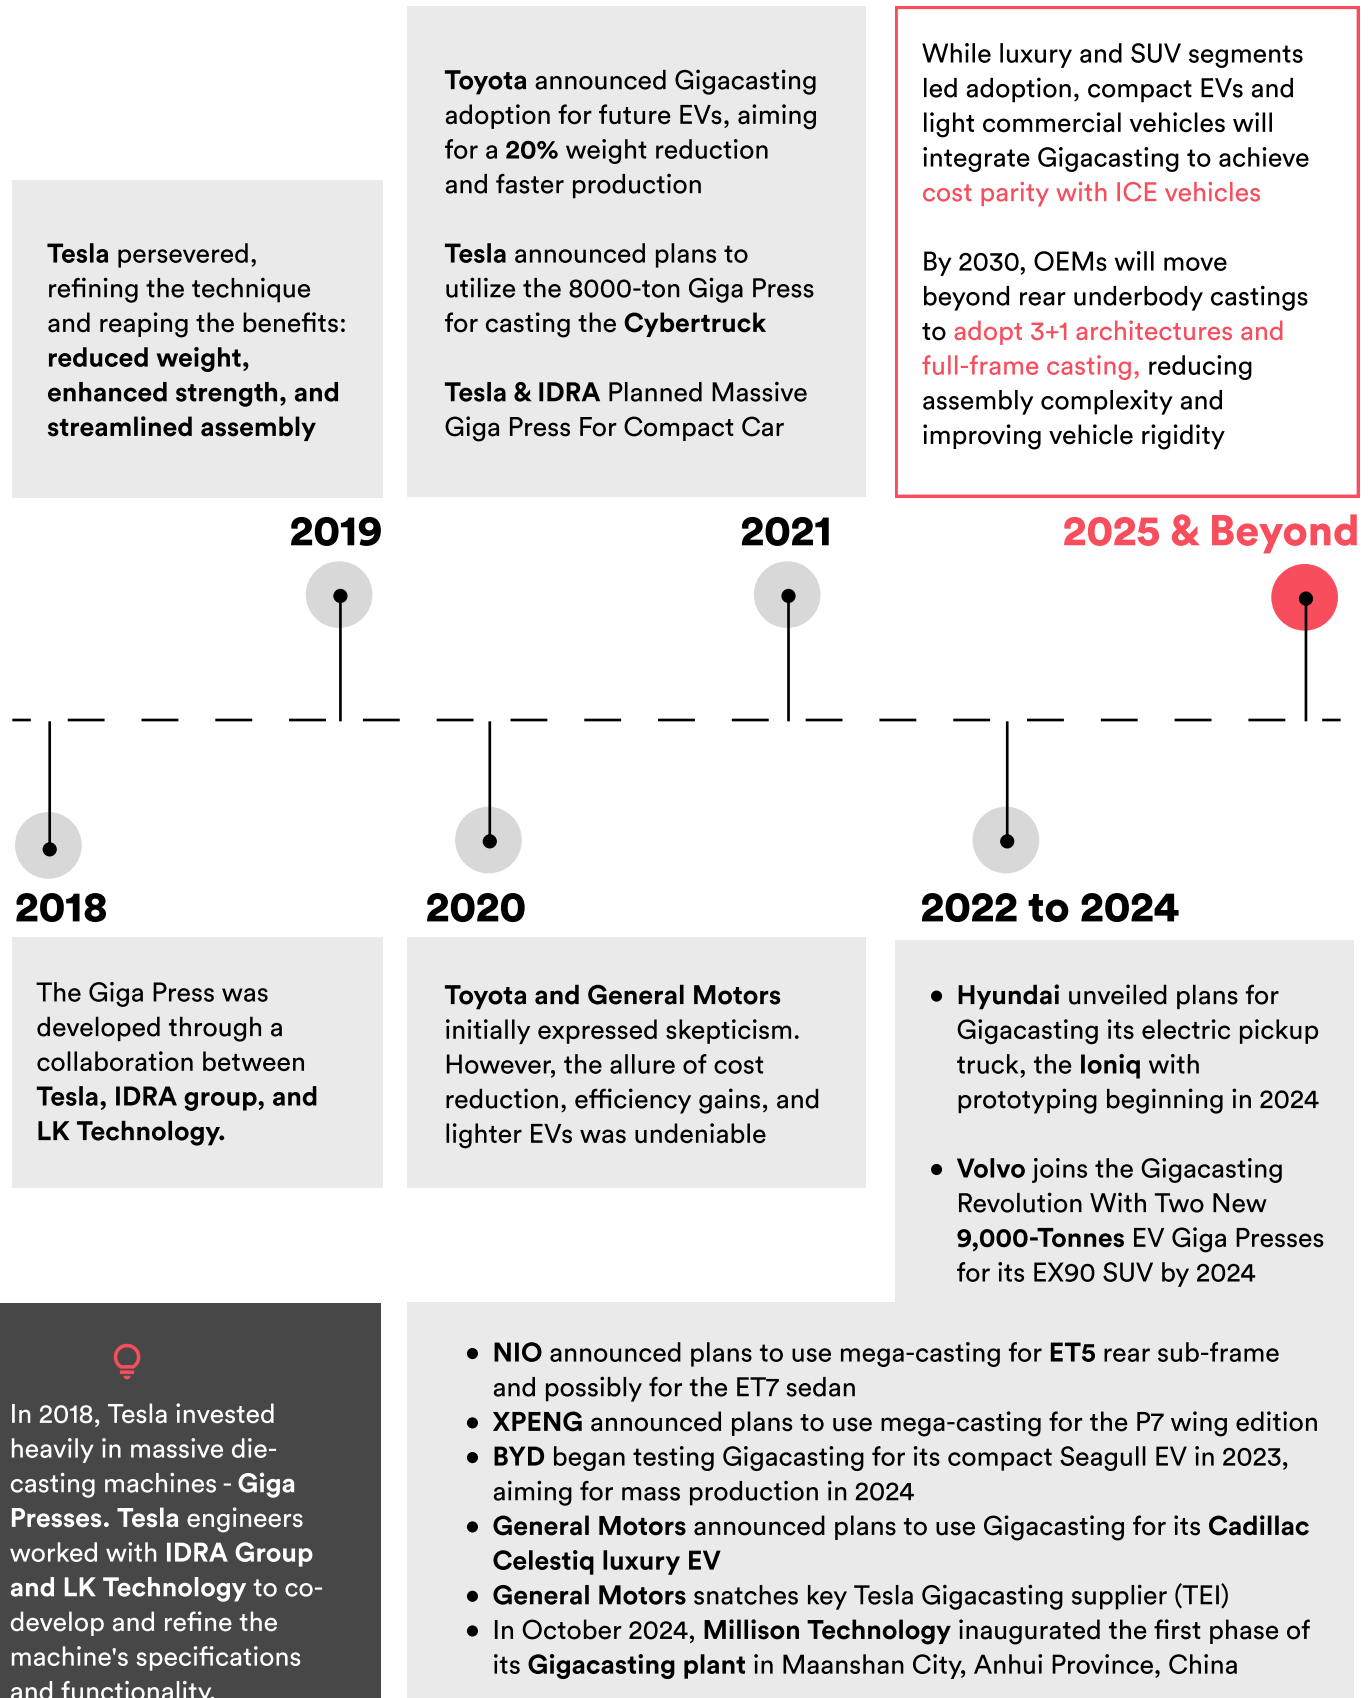 Tesla persevered,
refining the technique
and reaping the benefits:
reduced weight,
enhanced strength, and
streamlined assembly
Toyota announced Gigacasting
adoption for future EVs, aiming
for a 20% weight reduction
and faster production
Tesla announced plans to
utilize the 8000-ton Giga Press
for casting the Cybertruck
Tesla & IDRA Planned Massive
Giga Press For Compact Car
While luxury and SUV segments
led adoption, compact EVs and
light commercial vehicles will
integrate Gigacasting to achieve
cost parity with ICE vehicles
By 2030, OEMs will move
beyond rear underbody castings
to adopt 3+1 architectures and
full-frame casting, reducing
assembly complexity and
improving vehicle rigidity
2019
2021
2025 & Beyond
2018
2020
2022 to 2024
The Giga Press was
developed through a
collaboration between
Tesla, IDRA group, and
LK Technology.
Toyota and General Motors
initially expressed skepticism.
However, the allure of cost
reduction, efficiency gains, and
lighter EVs was undeniable
• Hyundai unveiled plans for
Gigacasting its electric pickup
truck, the Ioniq with
prototyping beginning in 2024
• Volvo joins the Gigacasting
Revolution With Two New
9,000-Tonnes EV Giga Presses
for its EX90 SUV by 2024
• NIO announced plans to use mega-casting for ET5 rear sub-frame
and possibly for the ET7 sedan
• XPENG announced plans to use mega-casting for the P7 wing edition
• BYD began testing Gigacasting for its compact Seagull EV in 2023,
aiming for mass production in 2024
• General Motors announced plans to use Gigacasting for its Cadillac
Celestiq luxury EV
• General Motors snatches key Tesla Gigacasting supplier (TEI)
• In October 2024, Millison Technology inaugurated the first phase of
its Gigacasting plant in Maanshan City, Anhui Province, China
In 2018, Tesla invested
heavily in massive die-
casting machines - Giga
Presses. Tesla engineers
worked with IDRA Group
and LK Technology to co-
develop and refine the
machine's specifications
and functionality.